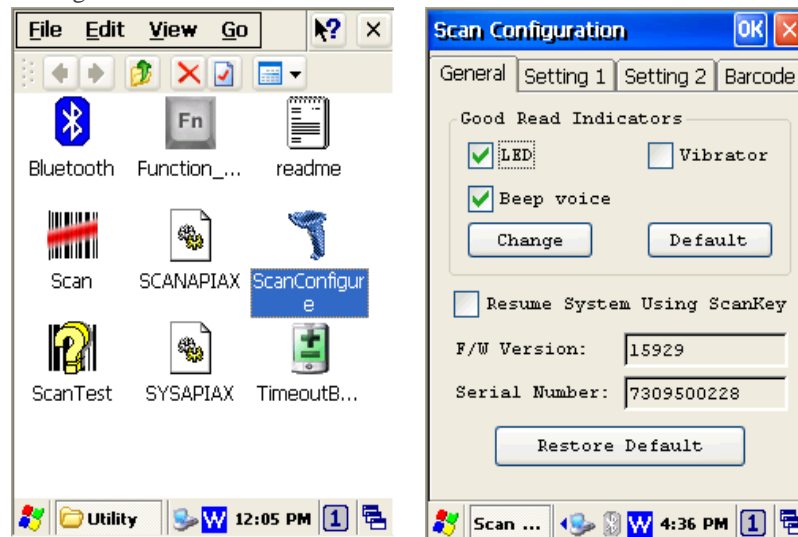 File Edit View Go
Bluetooth Function_... readme
Scan SCANAPIAX ScanConfigur
e
ScanTest SYSAPIAX TimeoutB...
Utility W 12:05 PM 1
Scan Configuration OK
General Setting 1 Setting 2 Barcode
Good Read Indicators
LED Vibrator
Beep voice
Change Default
Resume System Using ScanKey
F/W Version: 15929
Serial Number: 7309500228
Restore Default
Scan ... W 4:36 PM 1